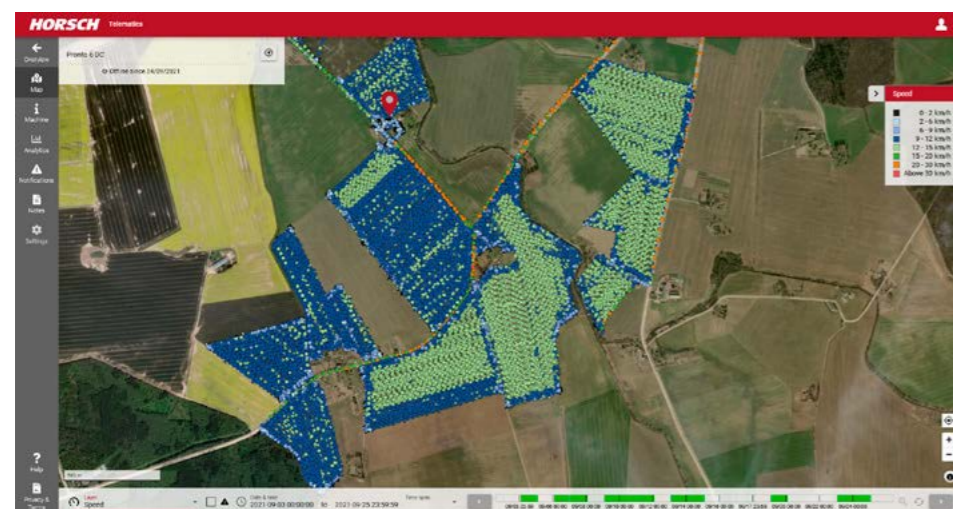 HORSCH Telematics
Overview
Map
Machine
Analytics
Notifications
Notes
Settings
Help
Privacy &
Pronto 6 DC
Offline since 24/09/2021
Speed
0 - 2 km/h
2 - 6 km/h
6 - 9 km/h
9 - 12 km/h
12 - 15 km/h
15 - 20 km/h
20 - 30 km/h
Above 30 km/h
Layer
Speed
Date & time
2021-09-03 00:00:00 to 2021-09-25 23:59:59
Time span